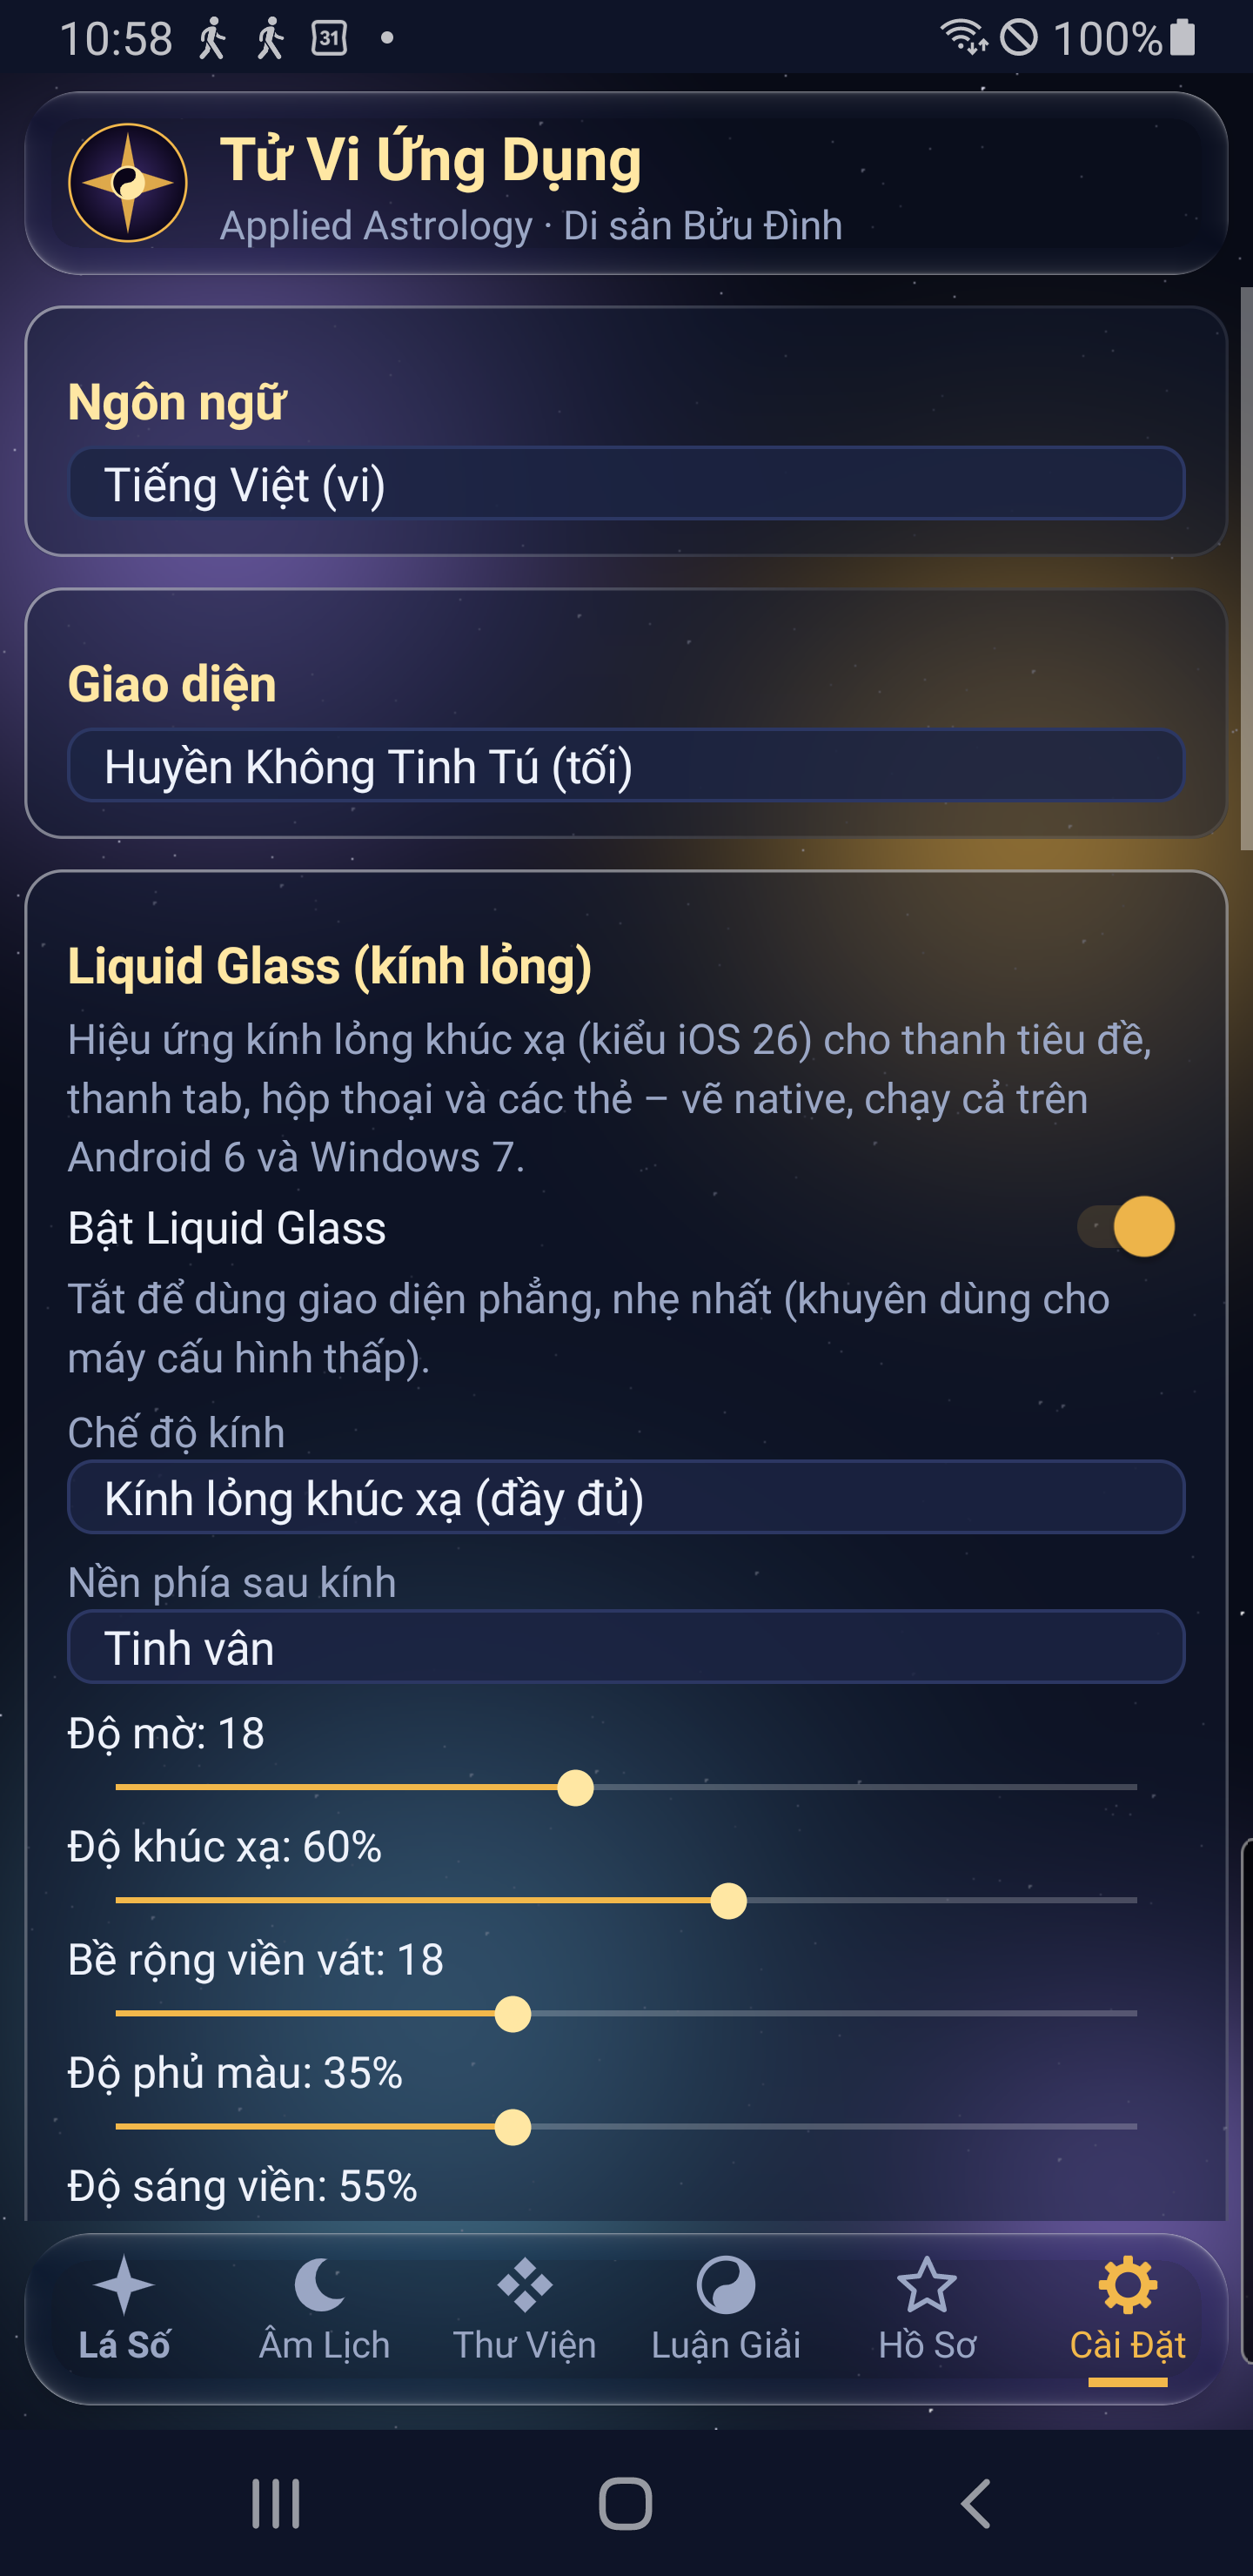 10:58
31
100%
Tử Vi Ứng Dụng
Applied Astrology · Di sản Bửu Đình
Ngôn ngữ
Tiếng Việt (vi)
Giao diện
Huyền Không Tinh Tú (tối)
Liquid Glass (kính lỏng)
Hiệu ứng kính lỏng khúc xạ (kiểu iOS 26) cho thanh tiêu đề,
thanh tab, hộp thoại và các thẻ – vẽ native, chạy cả trên
Android 6 và Windows 7.
Bật Liquid Glass
Tắt để dùng giao diện phẳng, nhẹ nhất (khuyên dùng cho
máy cấu hình thấp).
Chế độ kính
Kính lỏng khúc xạ (đầy đủ)
Nền phía sau kính
Tinh vân
Độ mờ: 18
Độ khúc xạ: 60%
Bề rộng viền vát: 18
Độ phủ màu: 35%
Độ sáng viền: 55%
Lá Số
Âm Lịch
Thư Viện
Luận Giải
Hồ Sơ
Cài Đặt